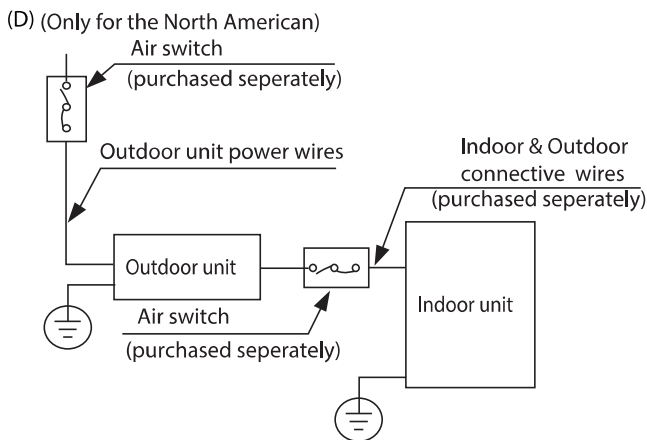 (D) (Only for the North American)
Air switch
(purchased seperately)
Outdoor unit power wires
Indoor & Outdoor
connective wires
(purchased seperately)
Outdoor unit
Indoor unit
Air switch
(purchased seperately)